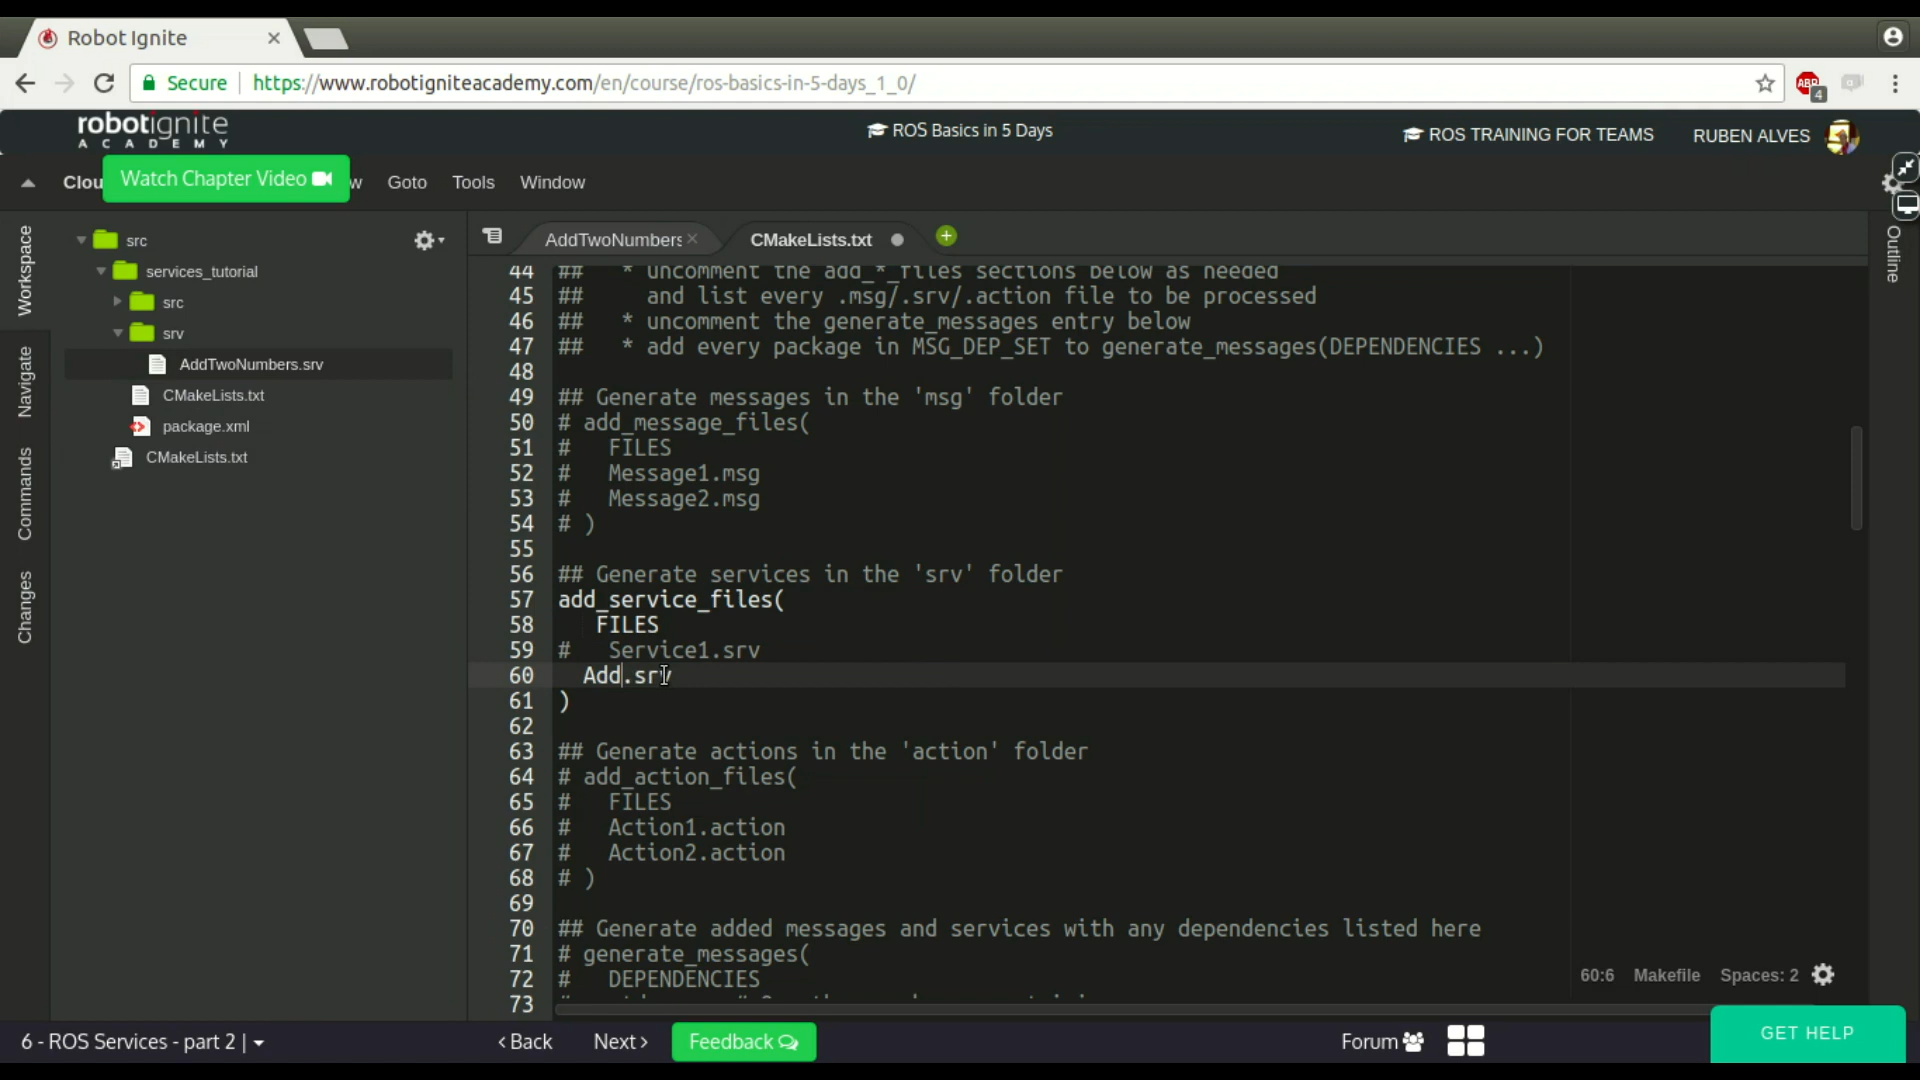 Robot Ignite
Secure https://www.robotigniteacademy.com/en/course/ros-basics-in-5-days_1_0/
ABP
4
robotignite
ACADEMY
ROS Basics in 5 Days
ROS TRAINING FOR TEAMS
RUBEN ALVES
Clou
Watch Chapter Video
w
Goto
Tools
Window
Workspace
Navigate
Commands
Changes
src
services_tutorial
src
srv
AddTwoNumbers.srv
CMakeLists.txt
package.xml
CMakeLists.txt
AddTwoNumbers
CMakeLists.txt
Outline
44 ##   * uncomment the add_*_files sections below as needed
45 ##     and list every .msg/.srv/.action file to be processed
46 ##   * uncomment the generate_messages entry below
47 ##   * add every package in MSG_DEP_SET to generate_messages(DEPENDENCIES ...)
48
49 ## Generate messages in the 'msg' folder
50 # add_message_files(
51 #   FILES
52 #   Message1.msg
53 #   Message2.msg
54 # )
55
56 ## Generate services in the 'srv' folder
57 add_service_files(
58    FILES
59 #   Service1.srv
60   Add.srv
61 )
62
63 ## Generate actions in the 'action' folder
64 # add_action_files(
65 #   FILES
66 #   Action1.action
67 #   Action2.action
68 # )
69
70 ## Generate added messages and services with any dependencies listed here
71 # generate_messages(
72 #   DEPENDENCIES
73
60:6 Makefile Spaces: 2
6 - ROS Services - part 2 |
Back
Next
Feedback
Forum
GET HELP